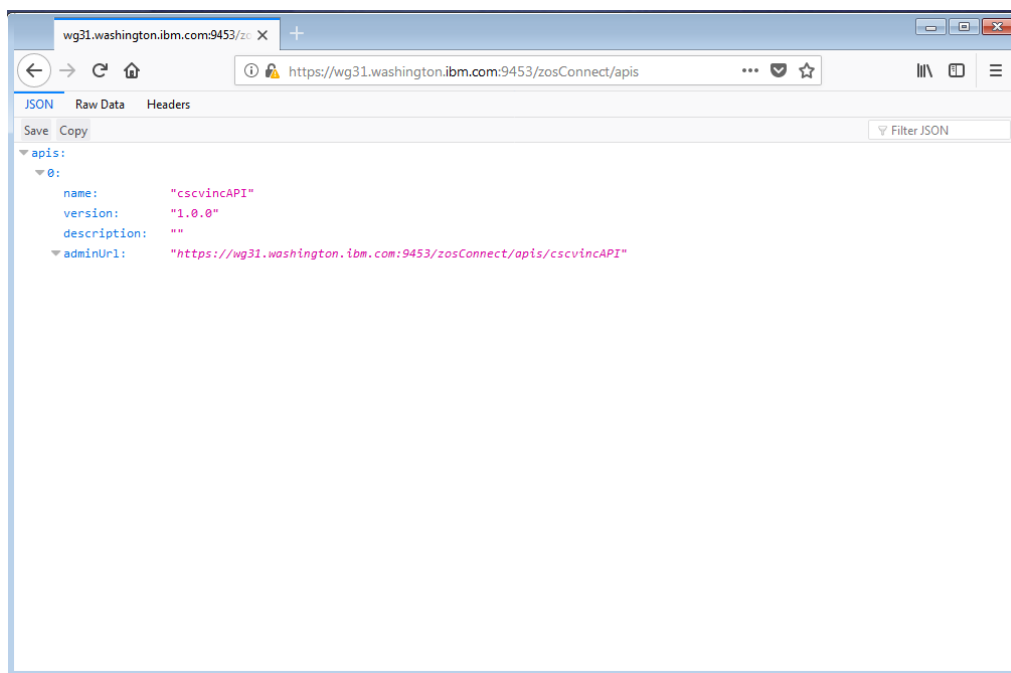 wg31.washington.ibm.com:9453/zo
https://wg31.washington.ibm.com:9453/zosConnect/apis
JSON Raw Data Headers
Save Copy Filter JSON
apis:
0:
name: "cscvincAPI"
version: "1.0.0"
description: ""
adminUrl: "https://wg31.washington.ibm.com:9453/zosConnect/apis/cscvincAPI"